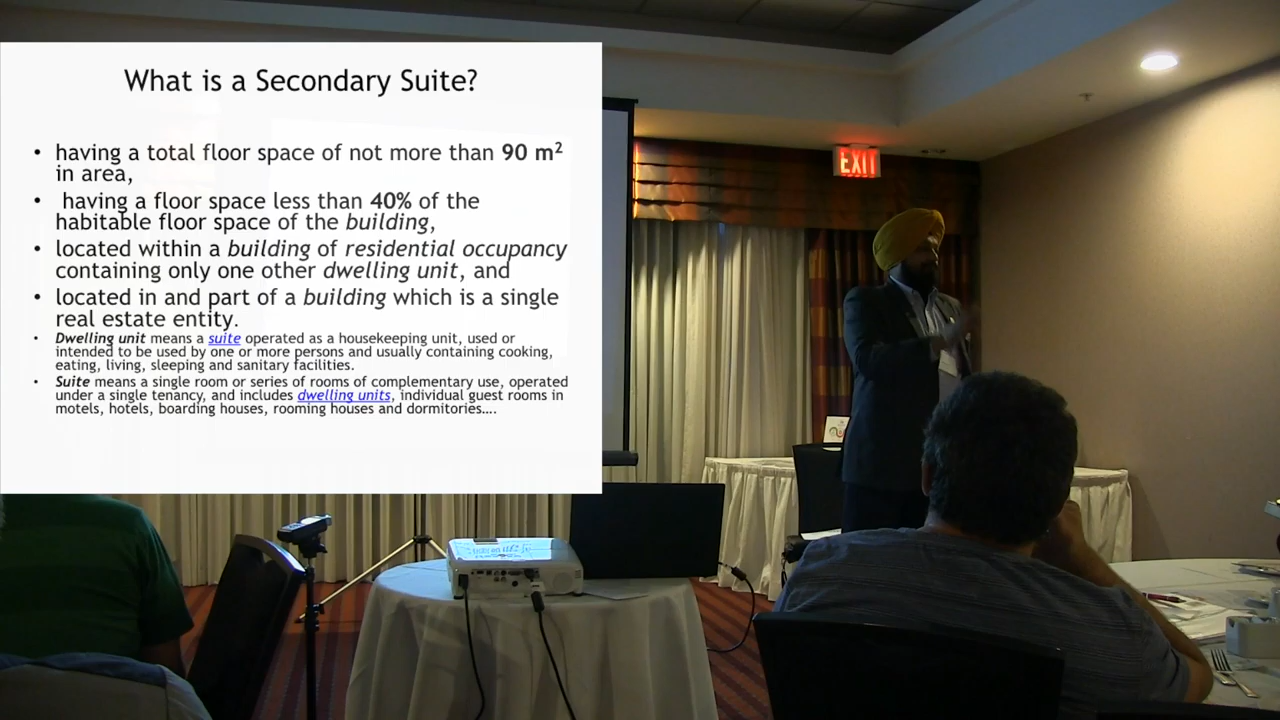 What is a Secondary Suite?
• having a total floor space of not more than 90 m²
in area,
• having a floor space less than 40% of the
habitable floor space of the building,
• located within a building of residential occupancy
containing only one other dwelling unit, and
• located in and part of a building which is a single
real estate entity.
• Dwelling unit means a suite operated as a housekeeping unit, used or
intended to be used by one or more persons and usually containing cooking,
eating, living, sleeping and sanitary facilities.
• Suite means a single room or series of rooms of complementary use, operated
under a single tenancy, and includes dwelling units, individual guest rooms in
motels, hotels, boarding houses, rooming houses and dormitories....
EXIT